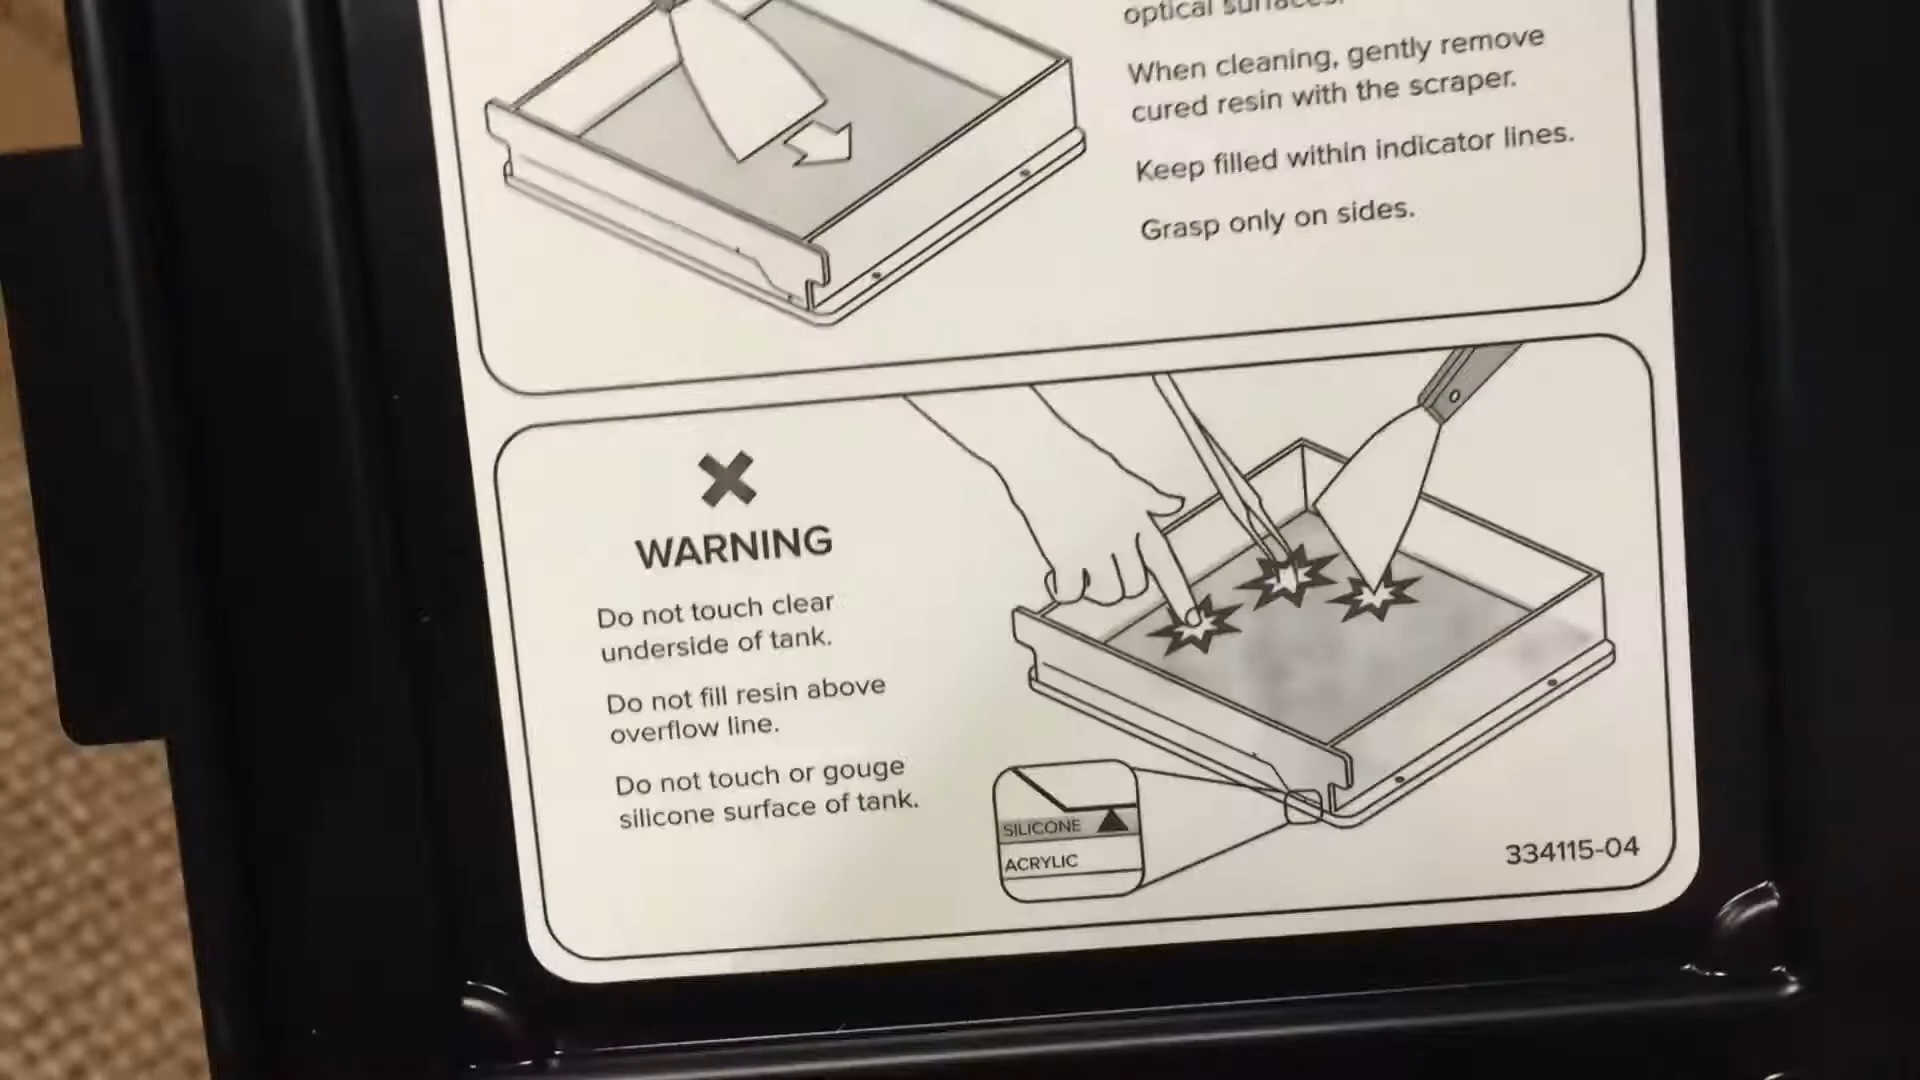 optical surfaces.
When cleaning, gently remove
cured resin with the scraper.
Keep filled within indicator lines.
Grasp only on sides.
WARNING
Do not touch clear
underside of tank.
Do not fill resin above
overflow line.
Do not touch or gouge
silicone surface of tank.
SILICONE
ACRYLIC
334115-04